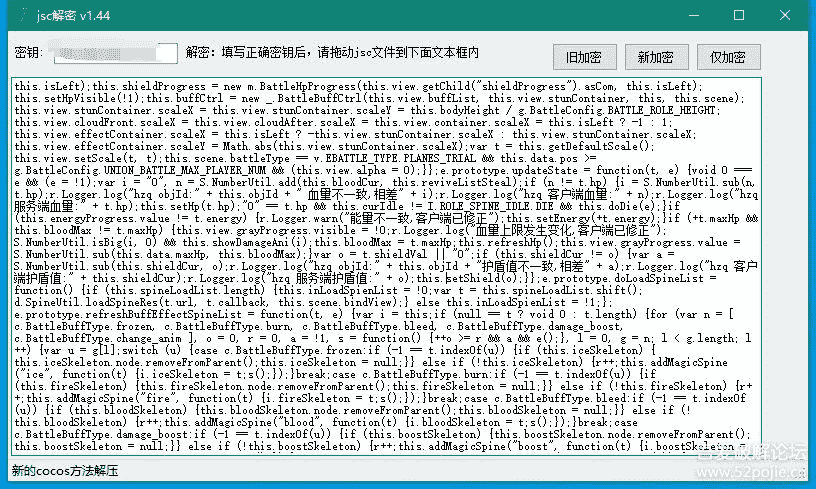 jsc解密 v1.44
密钥: 解密：填写正确密钥后，请拖动jsc文件到下面文本框内 旧加密 新加密 仅加密
this.isLeft);this.shieldProgress = new m.BattleHpProgress(this.view.getChild("shieldProgress").asCom, this.isLeft);
this.setHpVisible(!1);this.buffCtrl = new _.BattleBuffCtrl(this.view.buffList, this.view.stunContainer, this, this.scene);
this.view.stunContainer.scaleX = this.view.stunContainer.scaleY = this.bodyHeight / g.BattleConfig.BATTLE_ROLE_HEIGHT;
this.view.cloudFront.scaleX = this.view.cloudAfter.scaleX = this.view.container.scaleX = this.isLeft ? -1 : 1;
this.view.effectContainer.scaleX = this.isLeft ? -this.view.stunContainer.scaleX : this.view.stunContainer.scaleX;
this.view.effectContainer.scaleY = Math.abs(this.view.stunContainer.scaleX);var t = this.getDefaultScale();
this.view.setScale(t, t);this.scene.battleType == v.EBATTLE_TYPE.PLANES_TRIAL && this.data.pos >=
g.BattleConfig.UNION_BATTLE_MAX_PLAYER_NUM && (this.view.alpha = 0);}};e.prototype.updateState = function(t, e) {void 0 ===
e && (e = !1);var i = "0", n = S.NumberUtil.add(this.bloodCur, this.reviveListSteal);if (n != t.hp) {i = S.NumberUtil.sub(n,
t.hp);r.Logger.log("hzq objId:" + this.objId + " 血量不一致,相差" + i);r.Logger.log("hzq 客户端血量:" + n);r.Logger.log("hzq
服务端血量:" + t.hp);this.setHp(t.hp);"0" == t.hp && this.curIdle != I.ROLE_SPINE_IDLE.DIE && this.doDie(e);}if
(this.energyProgress.value != t.energy) {r.Logger.warn("能量不一致,客户端已修正");this.setEnergy(+t.energy);}if (+t.maxHp &&
this.bloodMax != t.maxHp) {this.view.grayProgress.visible = !0;r.Logger.log("血量上限发生变化,客户端已修正");
S.NumberUtil.isBig(i, 0) && this.showDamageAni(i);this.bloodMax = t.maxHp;this.refreshHp();this.view.grayProgress.value =
S.NumberUtil.sub(this.data.maxHp, this.bloodMax);}var o = t.shieldVal || "0";if (this.shieldCur != o) {var a =
S.NumberUtil.sub(this.shieldCur, o);r.Logger.log("hzq objId:" + this.objId + "护盾值不一致,相差" + a);r.Logger.log("hzq 客户
端护盾值:" + this.shieldCur);r.Logger.log("hzq 服务端护盾值:" + o);this.setShield(o);}};e.prototype.doLoadSpineList =
function() {if (this.spineLoadList.length) {this.inLoadSpienList = !0;var t = this.spineLoadList.shift();
d.SpineUtil.loadSpineRes(t.url, t.callback, this.scene.bindView);} else this.inLoadSpienList = !1;};
e.prototype.refreshBuffEffectSpineList = function(t, e) {var i = this;if (null == t ? void 0 : t.length) {for (var n = [
c.BattleBuffType.frozen, c.BattleBuffType.burn, c.BattleBuffType.bleed, c.BattleBuffType.damage_boost,
c.BattleBuffType.change_anim ], o = 0, r = 0, a = !1, s = function() {++o >= r && a && e();}, l = 0, g = n; l < g.length; l
++) {var u = g[l];switch (u) {case c.BattleBuffType.frozen:if (-1 == t.indexOf(u)) {if (this.iceSkeleton) {
this.iceSkeleton.node.removeFromParent();this.iceSkeleton = null;}} else if (!this.iceSkeleton) {r++;this.addMagicSpine(
"ice", function(t) {i.iceSkeleton = t;s();});}break;case c.BattleBuffType.burn:if (-1 == t.indexOf(u)) {if
(this.fireSkeleton) {this.fireSkeleton.node.removeFromParent();this.fireSkeleton = null;}} else if (!this.fireSkeleton) {r+
+;this.addMagicSpine("fire", function(t) {i.fireSkeleton = t;s();});}break;case c.BattleBuffType.bleed:if (-1 == t.indexOf
(u)) {if (this.bloodSkeleton) {this.bloodSkeleton.node.removeFromParent();this.bloodSkeleton = null;}} else if (!
this.bloodSkeleton) {r++;this.addMagicSpine("blood", function(t) {i.bloodSkeleton = t;s();});}break;case
c.BattleBuffType.damage_boost:if (-1 == t.indexOf(u)) {if (this.boostSkeleton) {this.boostSkeleton.node.removeFromParent();
this.boostSkeleton = null;}} else if (!this.boostSkeleton) {r++;this.addMagicSpine("boost", function(t) {i.boostSkeleton
新的cocos方法解压
吾爱破解论坛
www.52pojie.cn